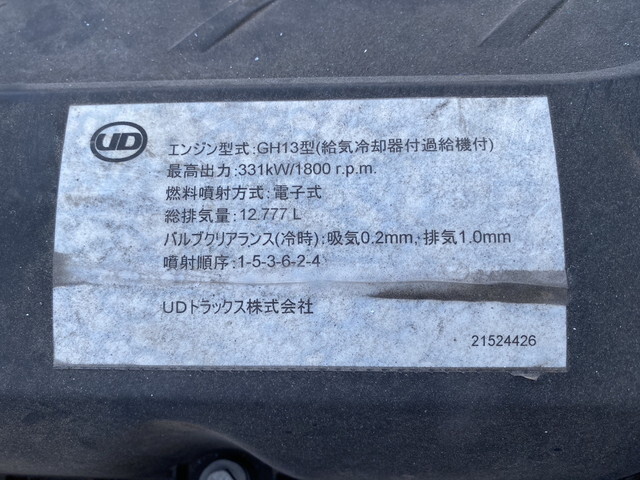 UD
エンジン型式:GH13型(給気冷却器付過給機付)
最高出力:331kW/1800 r.p.m.
燃料噴射方式:電子式
総排気量:12.777 L
バルブクリアランス(冷時):吸気0.2mm,排気1.0mm
噴射順序:1-5-3-6-2-4
UDトラックス株式会社
21524426